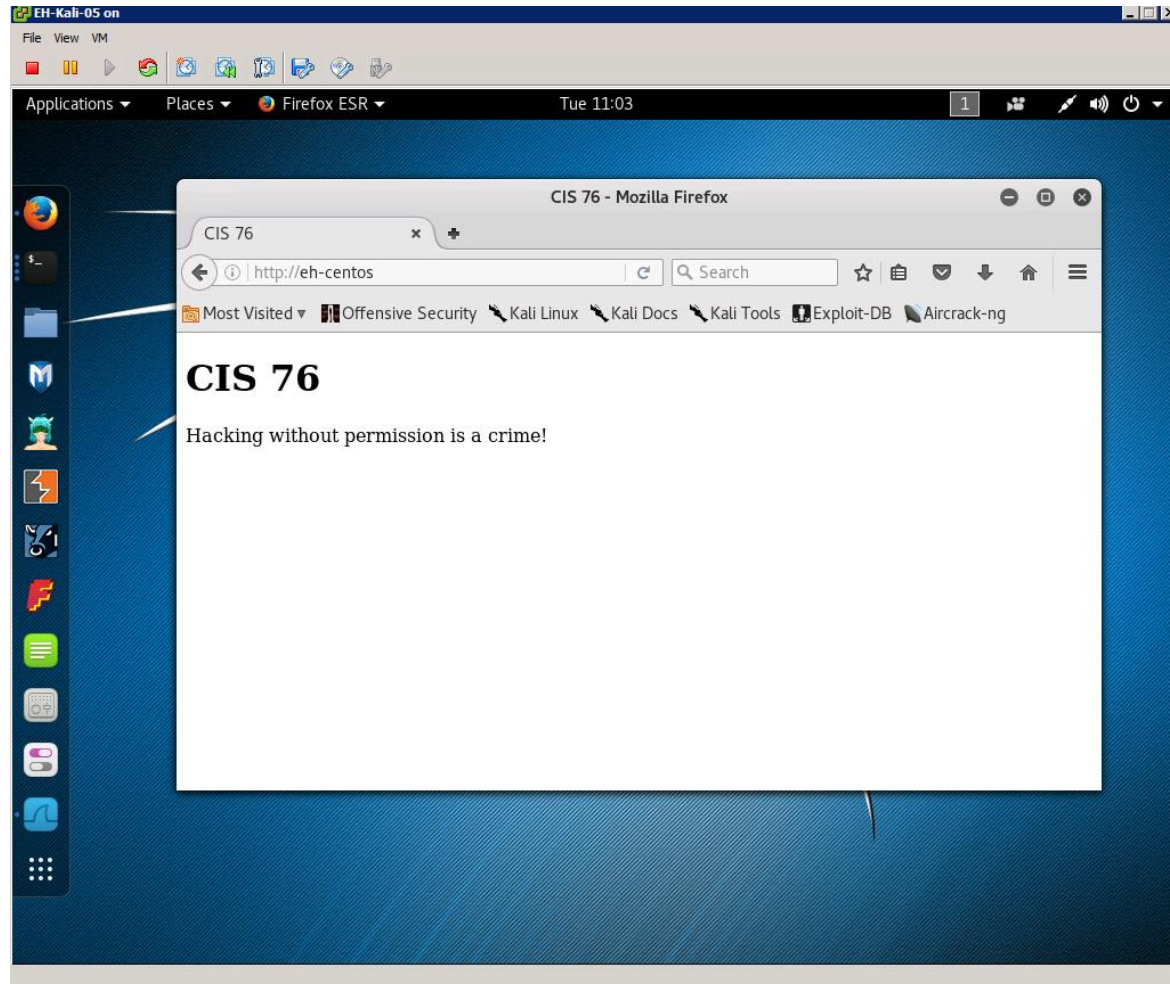 EH-Kali-05 on
File View VM
Applications Places Firefox ESR Tue 11:03 1
CIS 76 - Mozilla Firefox
CIS 76
http://eh-centos Search
Most Visited Offensive Security Kali Linux Kali Docs Kali Tools Exploit-DB Aircrack-ng
CIS 76
Hacking without permission is a crime!